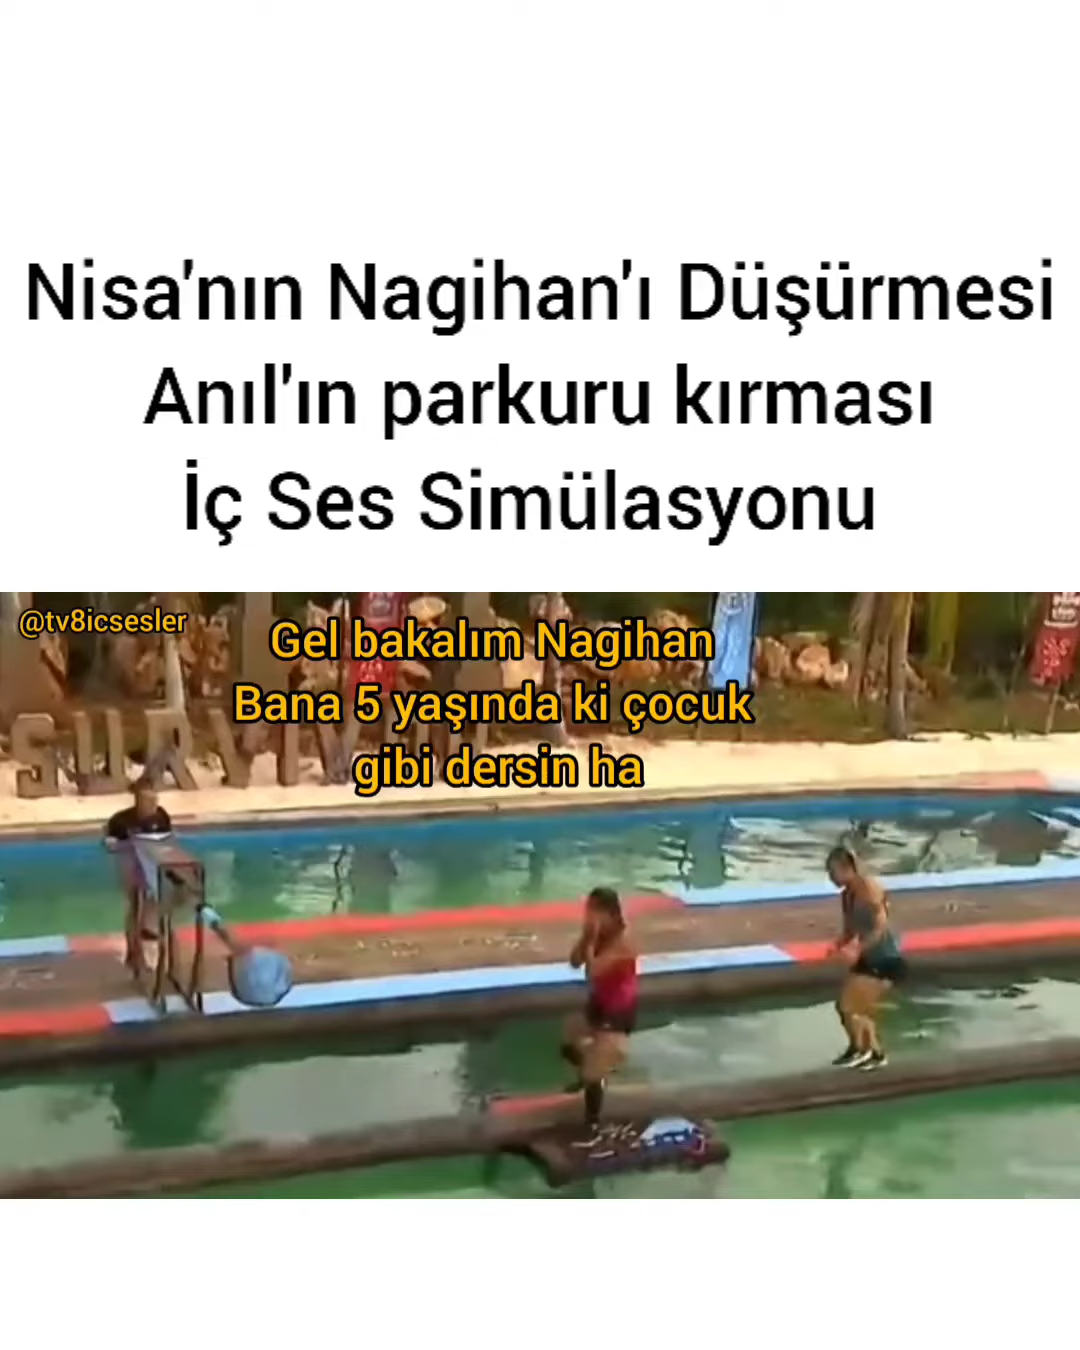 Nisa'nın Nagihan'ı Düşürmesi
Anıl'ın parkuru kırması
İç Ses Simülasyonu
@tv8icsesler
Gel bakalım Nagihan
Bana 5 yaşında ki çocuk
gibi dersin ha
SURVIV